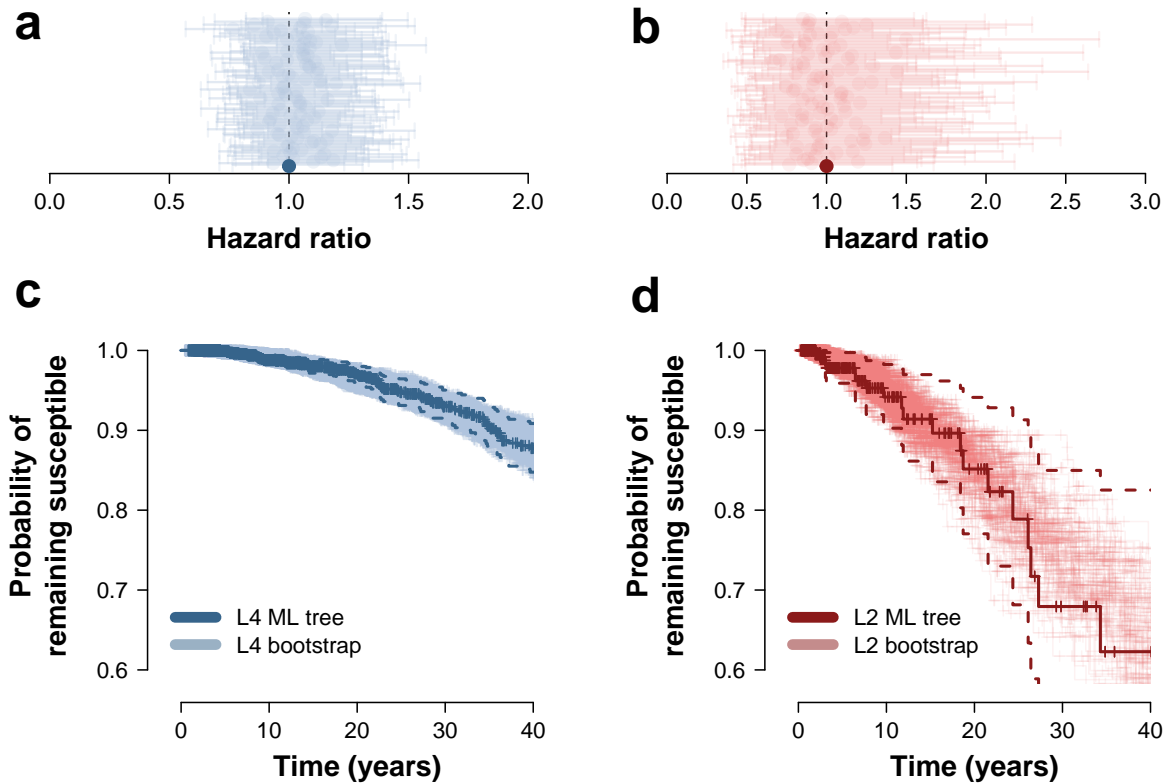 a
0.0 0.5 1.0 1.5 2.0
Hazard ratio
b
0.0 0.5 1.0 1.5 2.0 2.5 3.0
Hazard ratio
c
Probability of
remaining susceptible
1.0
0.9
0.8
0.7
0.6
L4 ML tree
L4 bootstrap
0 10 20 30 40
Time (years)
d
Probability of
remaining susceptible
1.0
0.9
0.8
0.7
0.6
L2 ML tree
L2 bootstrap
0 10 20 30 40
Time (years)